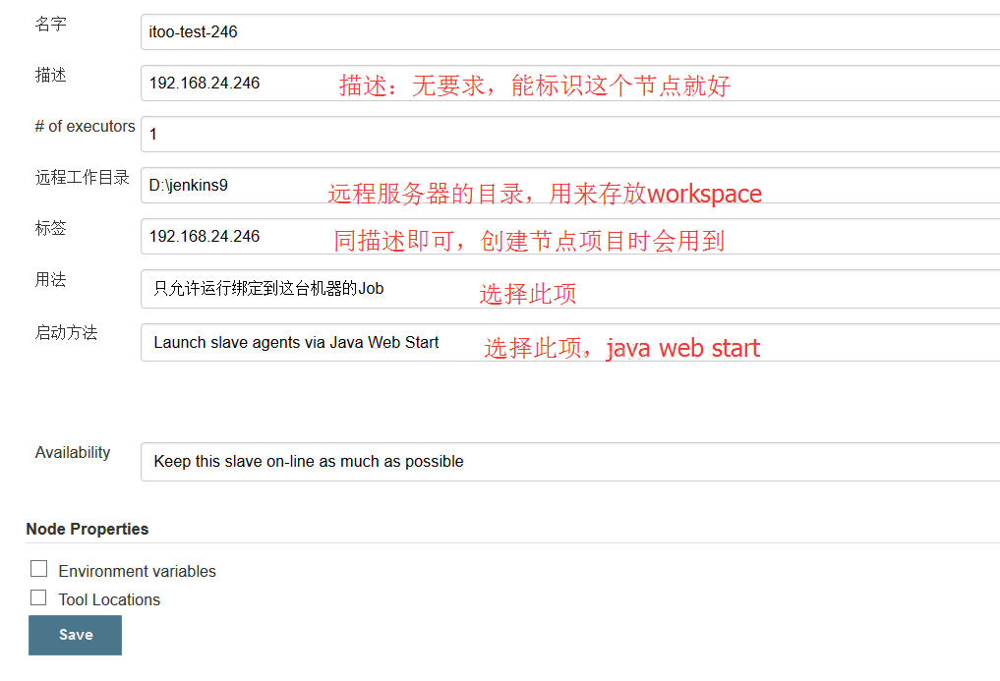 名字 itoo-test-246
描述 192.168.24.246 描述：无要求，能标识这个节点就好
# of executors 1
远程工作目录 D:\jenkins9 远程服务器的目录，用来存放workspace
标签 192.168.24.246 同描述即可，创建节点项目时会用到
用法 只允许运行绑定到这台机器的Job 选择此项
启动方法 Launch slave agents via Java Web Start 选择此项，java web start
Availability Keep this slave on-line as much as possible
Node Properties
Environment variables
Tool Locations
Save